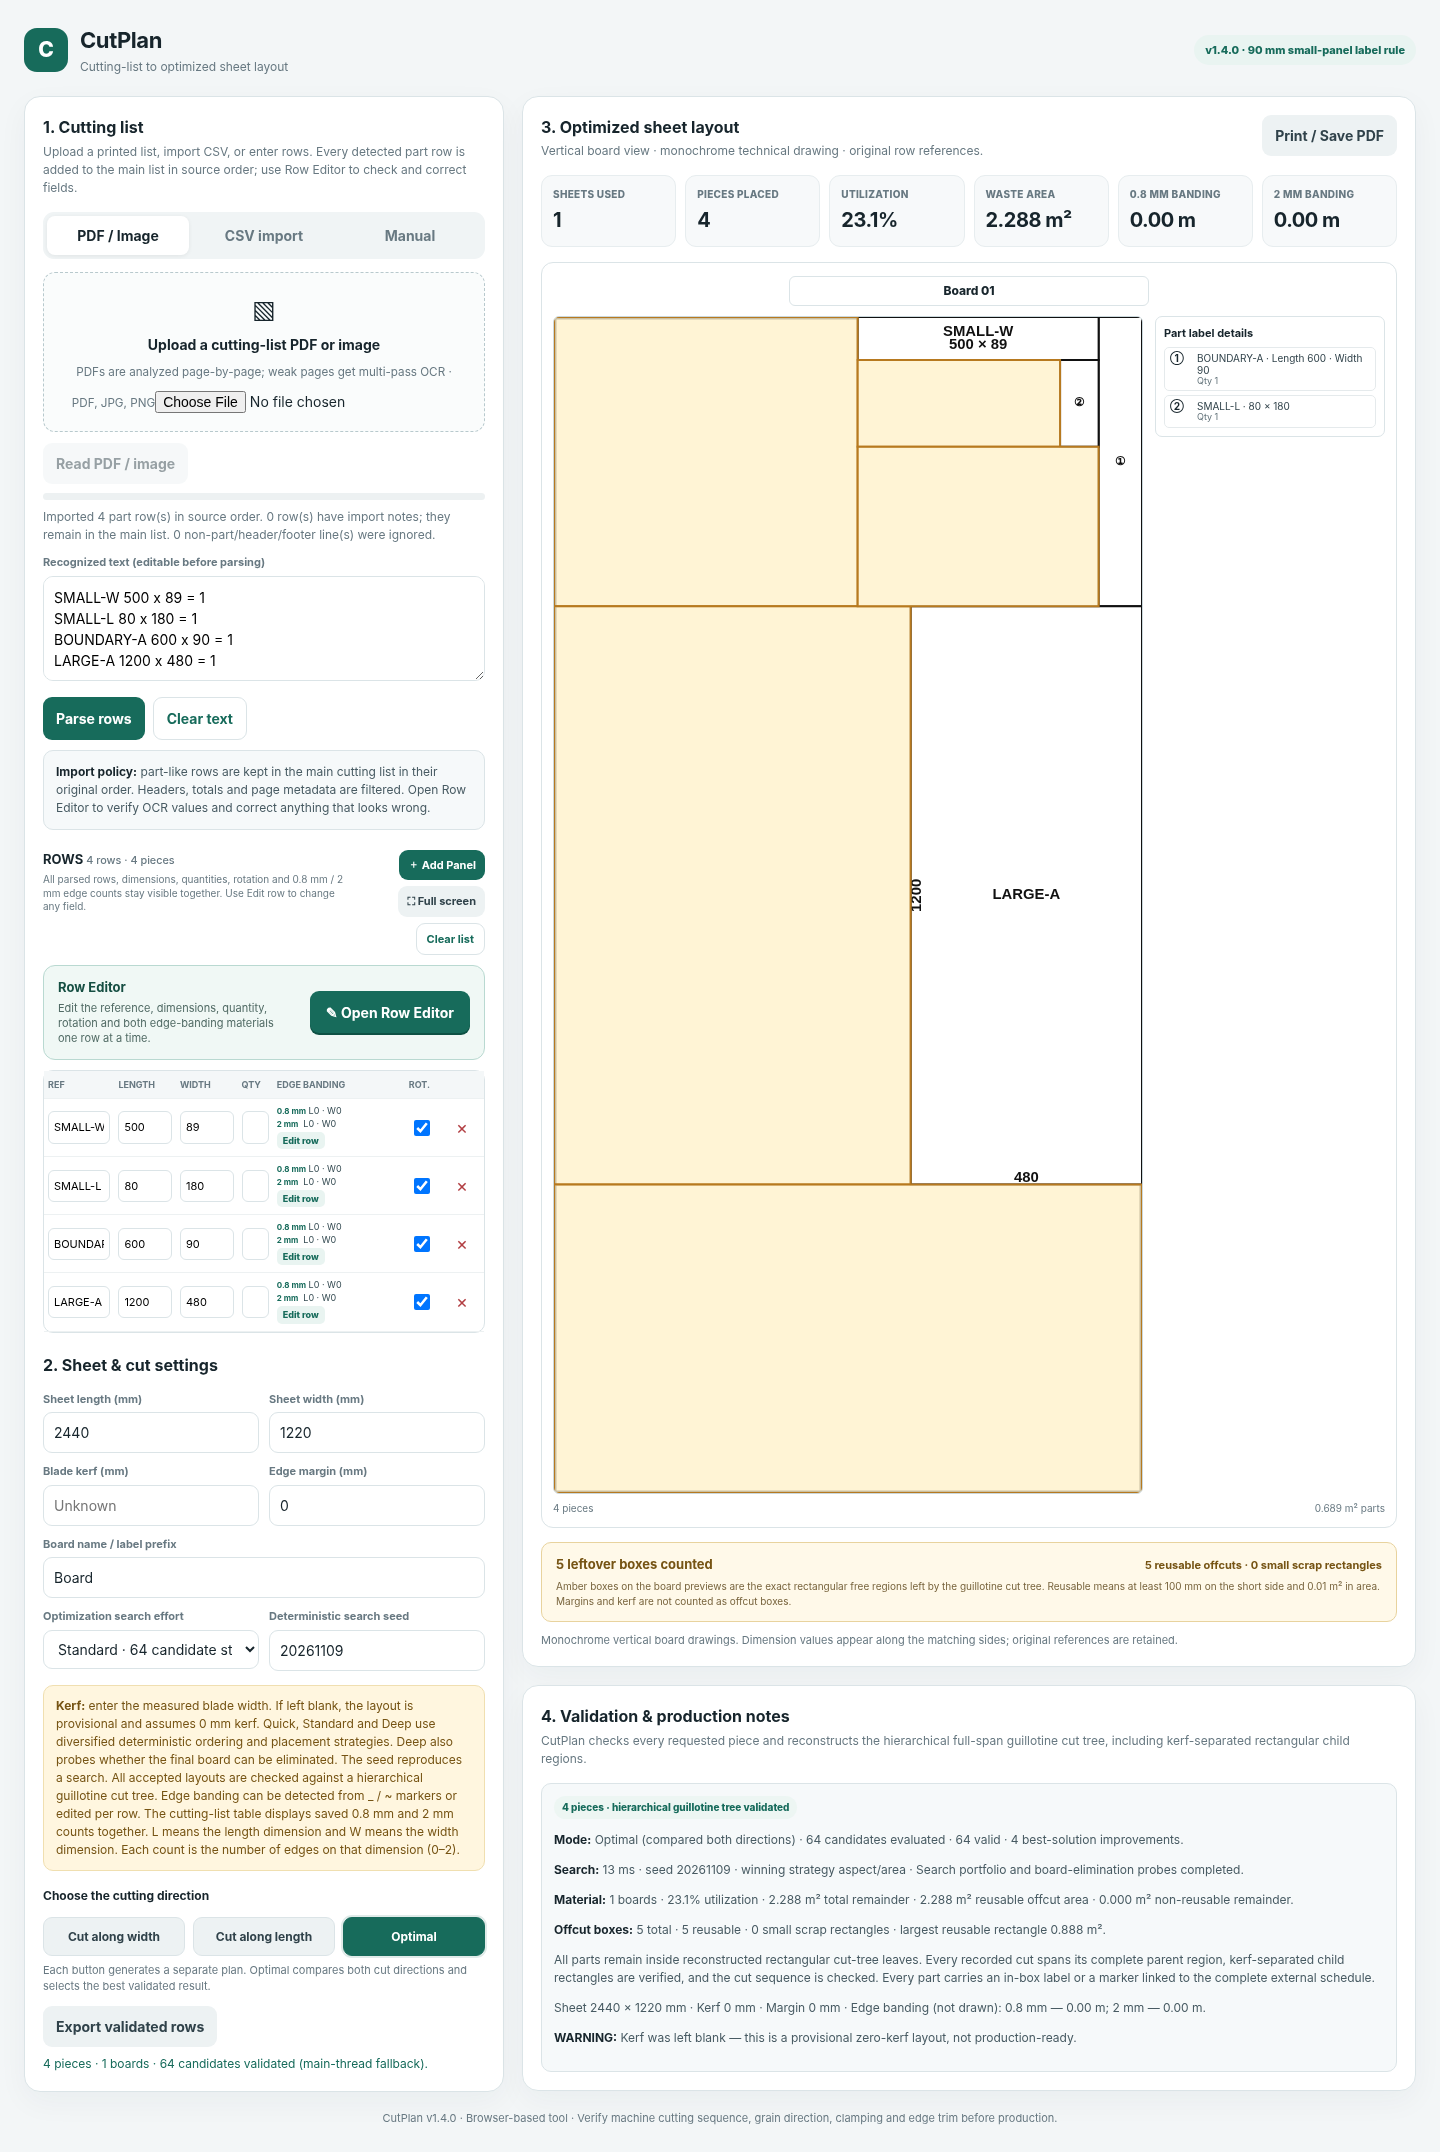 C
CutPlan
Cutting-list to optimized sheet layout
v1.4.0 · 90 mm small-panel label rule
1. Cutting list
Upload a printed list, import CSV, or enter rows. Every detected part row is
added to the main list in source order; use Row Editor to check and correct
fields.
PDF / Image
CSV import
Manual
Upload a cutting-list PDF or image
PDFs are analyzed page-by-page; weak pages get multi-pass OCR ·
PDF, JPG, PNG Choose File No file chosen
Read PDF / image
Imported 4 part row(s) in source order. 0 row(s) have import notes; they
remain in the main list. 0 non-part/header/footer line(s) were ignored.
Recognized text (editable before parsing)
SMALL-W 500 x 89 = 1
SMALL-L 80 x 180 = 1
BOUNDARY-A 600 x 90 = 1
LARGE-A 1200 x 480 = 1
Parse rows
Clear text
Import policy: part-like rows are kept in the main cutting list in their
original order. Headers, totals and page metadata are filtered. Open Row
Editor to verify OCR values and correct anything that looks wrong.
ROWS 4 rows · 4 pieces
All parsed rows, dimensions, quantities, rotation and 0.8 mm / 2
mm edge counts stay visible together. Use Edit row to change
any field.
+ Add Panel
⛶ Full screen
Clear list
Row Editor
Edit the reference, dimensions, quantity,
rotation and both edge-banding materials
one row at a time.
✎ Open Row Editor
REF LENGTH WIDTH QTY EDGE BANDING ROT.
SMALL-W 500 89 0.8 mm L0 · W0
2 mm L0 · W0
Edit row
×
SMALL-L 80 180 0.8 mm L0 · W0
2 mm L0 · W0
Edit row
×
BOUNDAR 600 90 0.8 mm L0 · W0
2 mm L0 · W0
Edit row
×
LARGE-A 1200 480 0.8 mm L0 · W0
2 mm L0 · W0
Edit row
×
2. Sheet & cut settings
Sheet length (mm) Sheet width (mm)
2440 1220
Blade kerf (mm) Edge margin (mm)
Unknown 0
Board name / label prefix
Board
Optimization search effort Deterministic search seed
Standard · 64 candidate st 20261109
Kerf: enter the measured blade width. If left blank, the layout is
provisional and assumes 0 mm kerf. Quick, Standard and Deep use
diversified deterministic ordering and placement strategies. Deep also
probes whether the final board can be eliminated. The seed reproduces
a search. All accepted layouts are checked against a hierarchical
guillotine cut tree. Edge banding can be detected from _ / ~ markers or
edited per row. The cutting-list table displays saved 0.8 mm and 2 mm
counts together. L means the length dimension and W means the width
dimension. Each count is the number of edges on that dimension (0–2).
Choose the cutting direction
Cut along width
Cut along length
Optimal
Each button generates a separate plan. Optimal compares both cut directions and
selects the best validated result.
Export validated rows
4 pieces · 1 boards · 64 candidates validated (main-thread fallback).
3. Optimized sheet layout
Vertical board view · monochrome technical drawing · original row references.
Print / Save PDF
SHEETS USED
1
PIECES PLACED
4
UTILIZATION
23.1%
WASTE AREA
2.288 m²
0.8 MM BANDING
0.00 m
2 MM BANDING
0.00 m
Board 01
SMALL-W
500 × 89
②
①
1200
LARGE-A
480
Part label details
① BOUNDARY-A · Length 600 · Width
90
Qty 1
② SMALL-L · 80 × 180
Qty 1
4 pieces
0.689 m² parts
5 leftover boxes counted
5 reusable offcuts · 0 small scrap rectangles
Amber boxes on the board previews are the exact rectangular free regions left by the guillotine cut tree. Reusable means at least 100 mm on the short side and 0.01 m² in area.
Margins and kerf are not counted as offcut boxes.
Monochrome vertical board drawings. Dimension values appear along the matching sides; original references are retained.
4. Validation & production notes
CutPlan checks every requested piece and reconstructs the hierarchical full-span guillotine cut tree, including kerf-separated rectangular child
regions.
4 pieces · hierarchical guillotine tree validated
Mode: Optimal (compared both directions) · 64 candidates evaluated · 64 valid · 4 best-solution improvements.
Search: 13 ms · seed 20261109 · winning strategy aspect/area · Search portfolio and board-elimination probes completed.
Material: 1 boards · 23.1% utilization · 2.288 m² total remainder · 2.288 m² reusable offcut area · 0.000 m² non-reusable remainder.
Offcut boxes: 5 total · 5 reusable · 0 small scrap rectangles · largest reusable rectangle 0.888 m².
All parts remain inside reconstructed rectangular cut-tree leaves. Every recorded cut spans its complete parent region, kerf-separated child
rectangles are verified, and the cut sequence is checked. Every part carries an in-box label or a marker linked to the complete external schedule.
Sheet 2440 × 1220 mm · Kerf 0 mm · Margin 0 mm · Edge banding (not drawn): 0.8 mm — 0.00 m; 2 mm — 0.00 m.
WARNING: Kerf was left blank — this is a provisional zero-kerf layout, not production-ready.
CutPlan v1.4.0 · Browser-based tool · Verify machine cutting sequence, grain direction, clamping and edge trim before production.